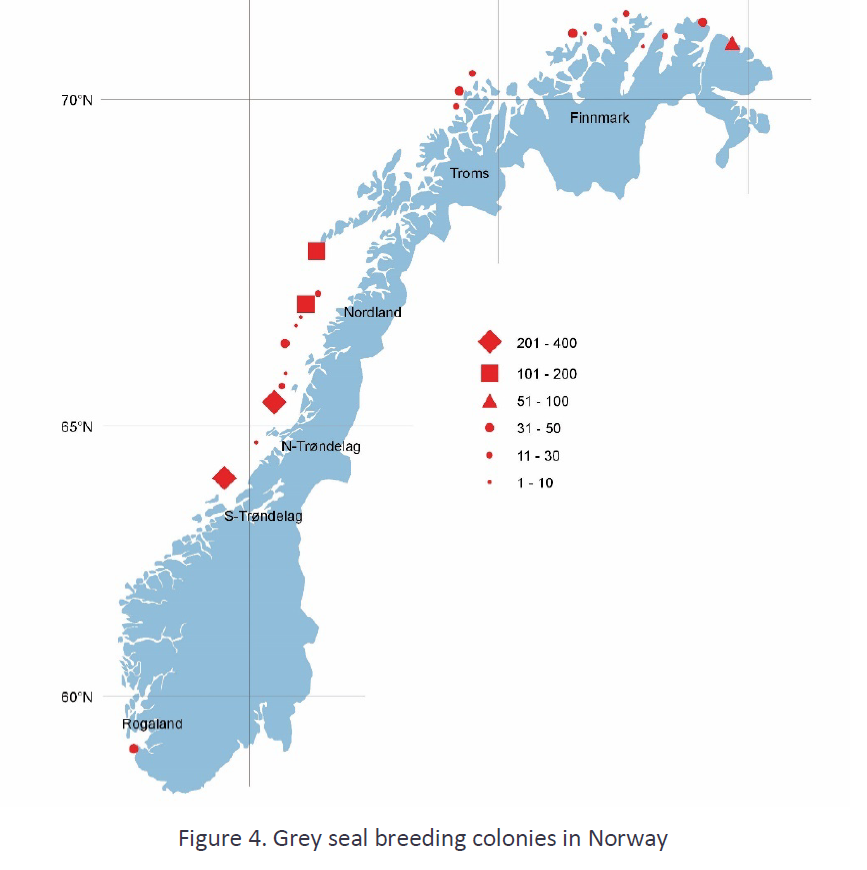 70°N
Finnmark
Troms
Nordland
201 - 400
101 - 200
51 - 100
31 - 50
11 - 30
1 - 10
65°N
N-Trøndelag
S-Trøndelag
60°N
Rogaland
Figure 4. Grey seal breeding colonies in Norway